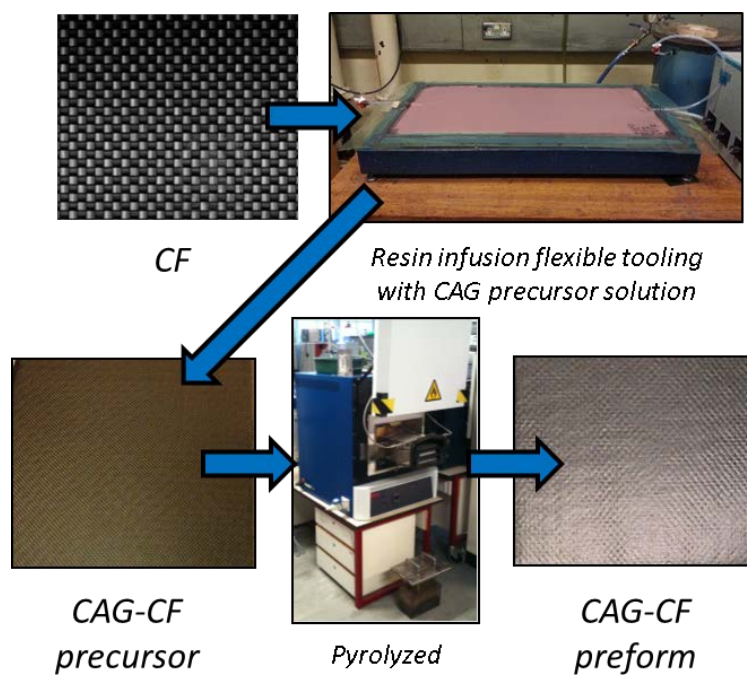 CF
Resin infusion flexible tooling
with CAG precursor solution
CAG-CF
precursor
Pyrolyzed
CAG-CF
preform